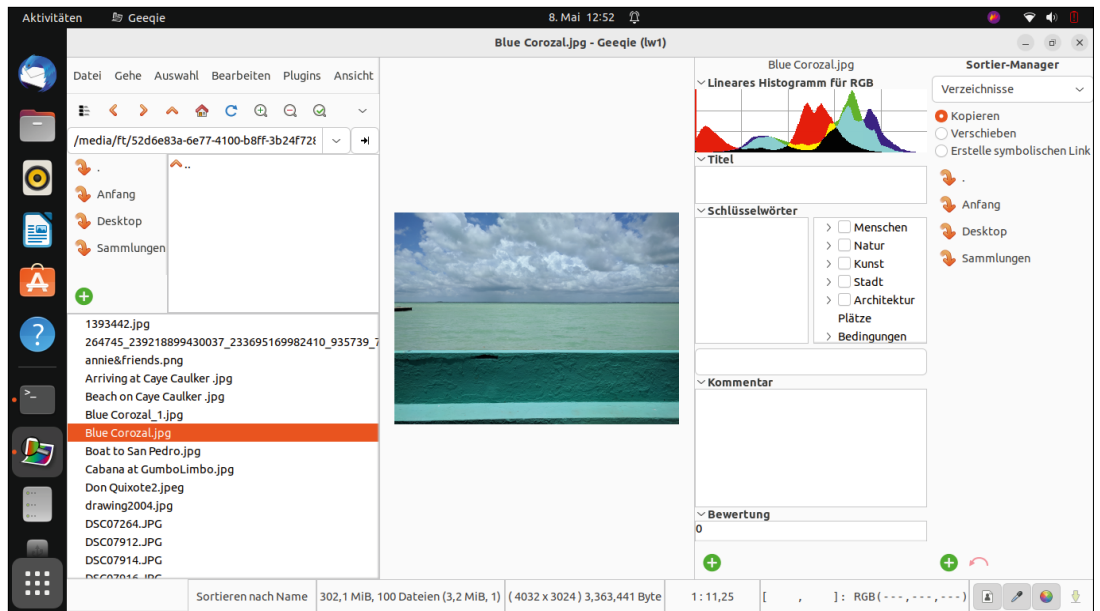 Aktivitäten Geeqie 8. Mai 12:52
Blue Corozal.jpg - Geeqie (lw1)
Datei Gehe Auswahl Bearbeiten Plugins Ansicht
/media/ft/52d6e83a-6e77-4100-b8ff-3b24f728
.
Anfang
Desktop
Sammlungen
..
1393442.jpg
264745_239218899430037_233695169982410_935739_7
annie&friends.png
Arriving at Caye Caulker .jpg
Beach on Caye Caulker .jpg
Blue Corozal_1.jpg
Blue Corozal.jpg
Boat to San Pedro.jpg
Cabana at GumboLimbo.jpg
Don Quixote2.jpeg
drawing2004.jpg
DSC07264.JPG
DSC07912.JPG
DSC07914.JPG
DSC07916.JPG
Blue Corozal.jpg
Lineares Histogramm für RGB
Titel
Schlüsselwörter
Menschen
Natur
Kunst
Stadt
Architektur
Plätze
Bedingungen
Kommentar
Bewertung
0
Sortier-Manager
Verzeichnisse
Kopieren
Verschieben
Erstelle symbolischen Link
.
Anfang
Desktop
Sammlungen
Sortieren nach Name 302,1 MiB, 100 Dateien (3,2 MiB, 1) ( 4032 x 3024 ) 3,363,441 Byte 1 : 11,25 [ , ]: RGB(---,---,---)